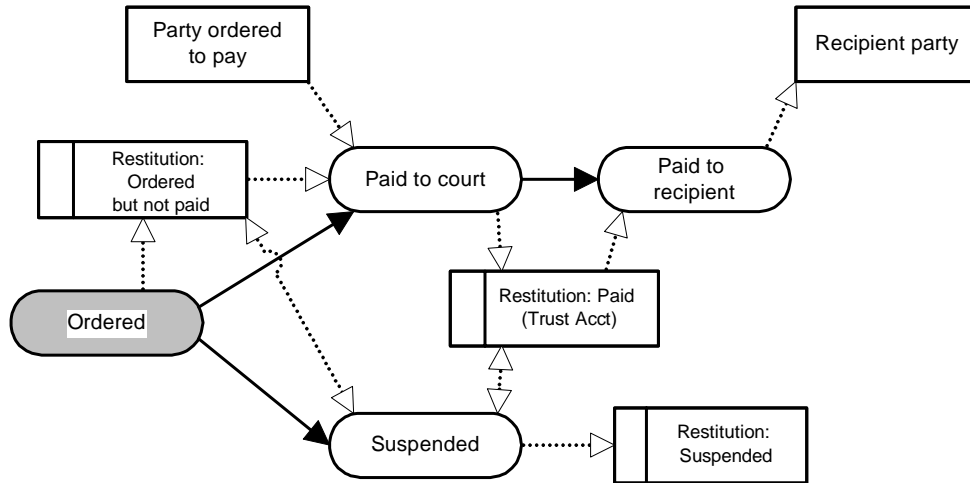 Party ordered
to pay
Recipient party
Restitution:
Ordered
but not paid
Paid to court
Paid to
recipient
Ordered
Restitution: Paid
(Trust Acct)
Suspended
Restitution:
Suspended